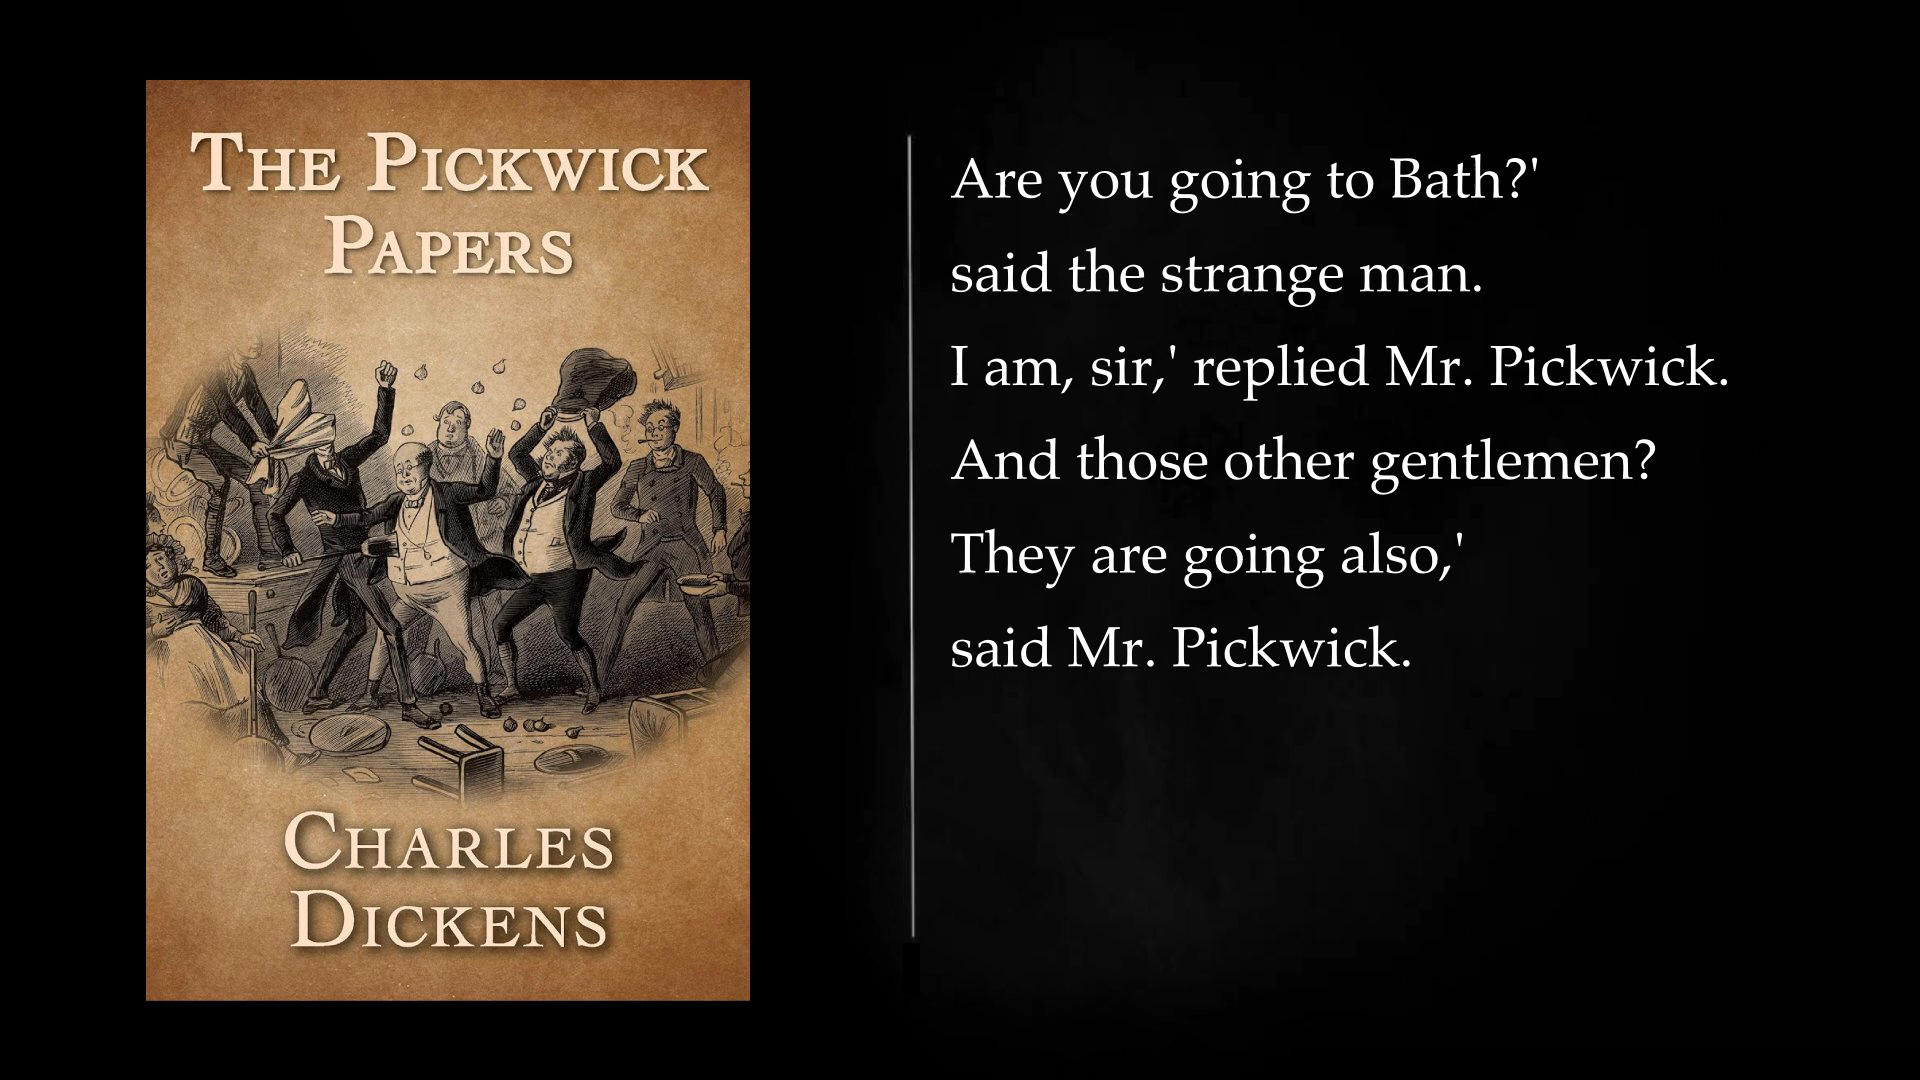 THE PICKWICK
PAPERS
CHARLES
DICKENS
Are you going to Bath?'
said the strange man.
I am, sir,' replied Mr. Pickwick.
And those other gentlemen?
They are going also,'
said Mr. Pickwick.